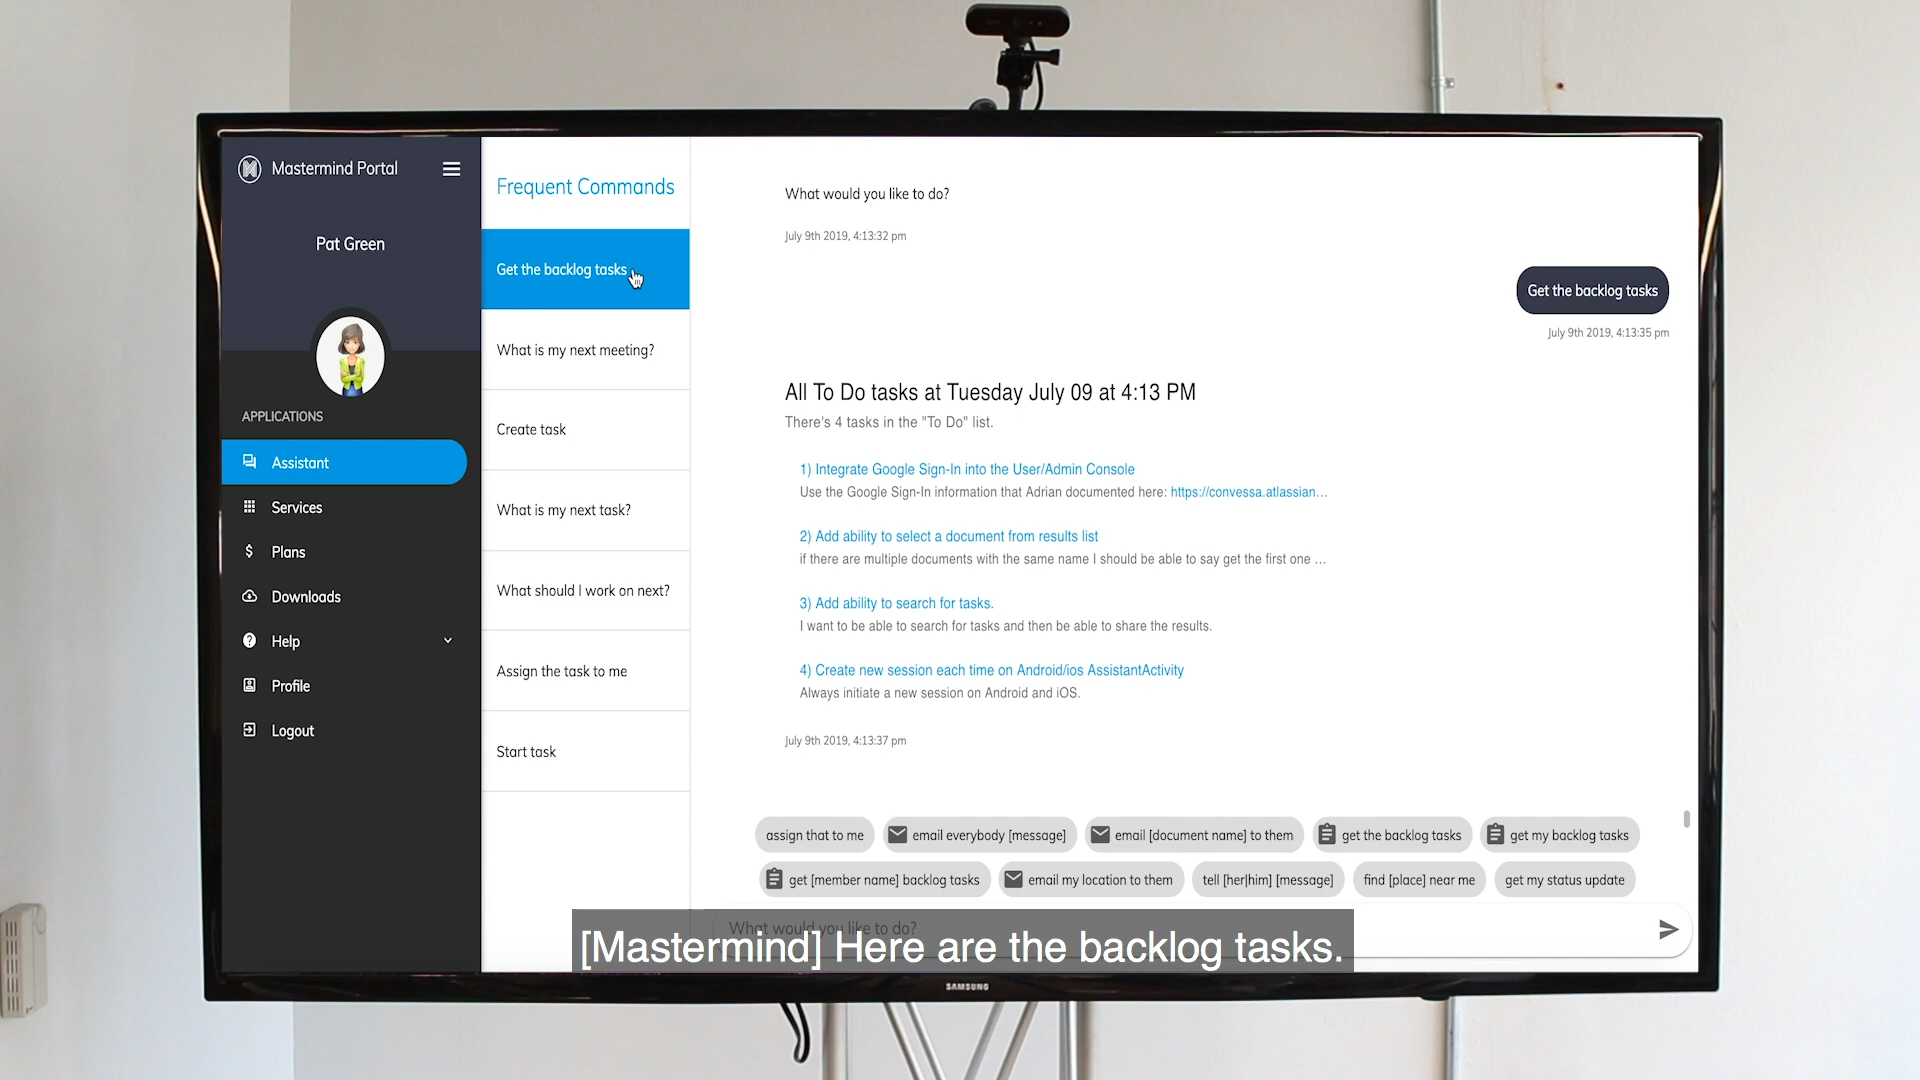 Mastermind Portal
Pat Green
APPLICATIONS
Assistant
Services
Plans
Downloads
Help
Profile
Logout
Frequent Commands
Get the backlog tasks
What is my next meeting?
Create task
What is my next task?
What should I work on next?
Assign the task to me
Start task
What would you like to do?
July 9th 2019, 4:13:32 pm
Get the backlog tasks
July 9th 2019, 4:13:35 pm
All To Do tasks at Tuesday July 09 at 4:13 PM
There's 4 tasks in the "To Do" list.
1) Integrate Google Sign-In into the User/Admin Console
Use the Google Sign-In information that Adrian documented here: https://convessa.atlassian...
2) Add ability to select a document from results list
if there are multiple documents with the same name I should be able to say get the first one ...
3) Add ability to search for tasks.
I want to be able to search for tasks and then be able to share the results.
4) Create new session each time on Android/ios AssistantActivity
Always initiate a new session on Android and iOS.
July 9th 2019, 4:13:37 pm
assign that to me email everybody [message] email [document name] to them get the backlog tasks get my backlog tasks
get [member name] backlog tasks email my location to them tell [her|him] [message] find [place] near me get my status update
What would you like to do?
[Mastermind] Here are the backlog tasks.
SAMSUNG